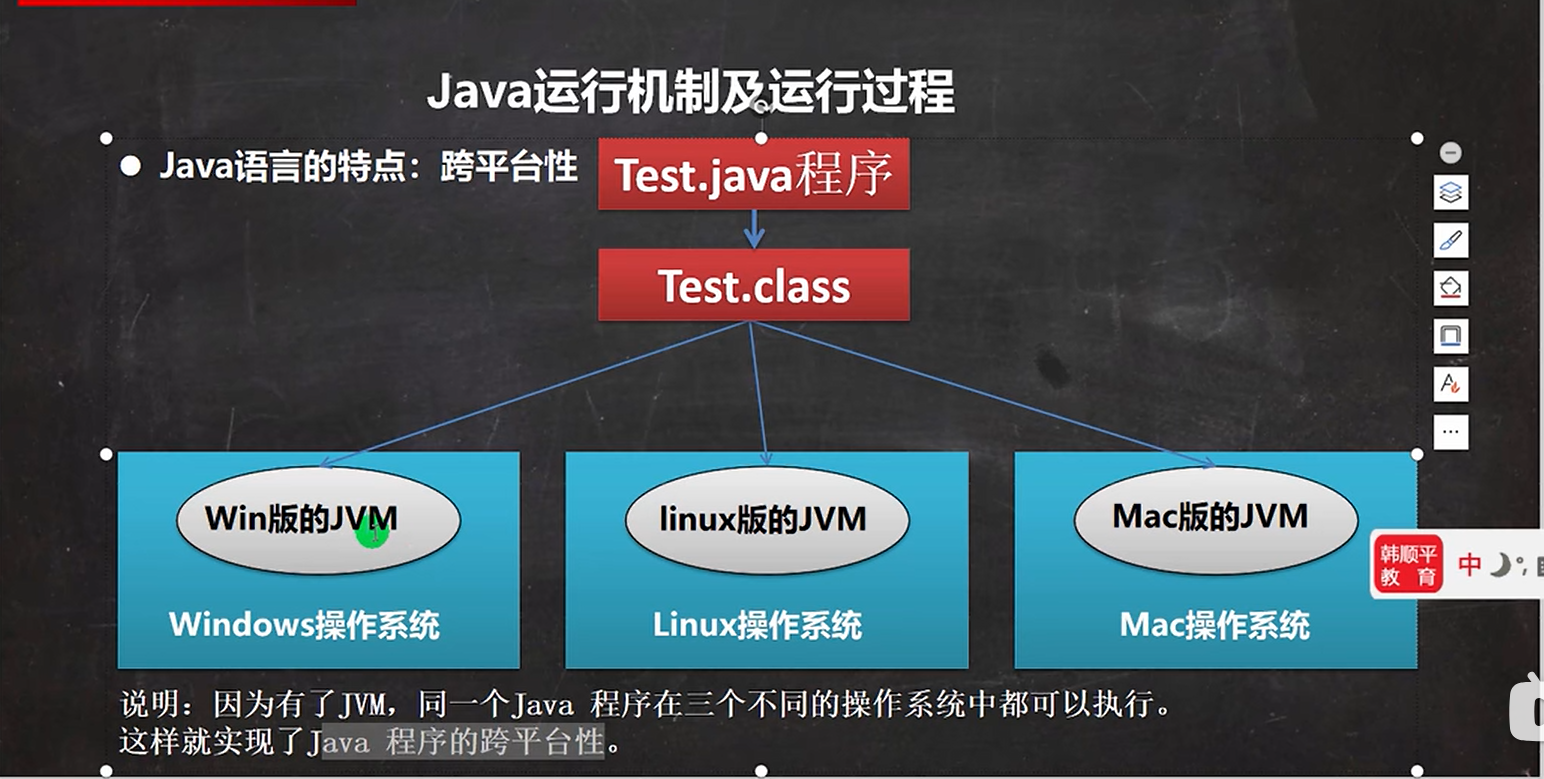 Java运行机制及运行过程
Java语言的特点：跨平台性
Test.java程序
Test.class
Win版的JVM
linux版的JVM
Mac版的JVM
Windows操作系统
Linux操作系统
Mac操作系统
韩顺平
教 育
中
说明：因为有了JVM，同一个Java 程序在三个不同的操作系统中都可以执行。
这样就实现了Java 程序的跨平台性。